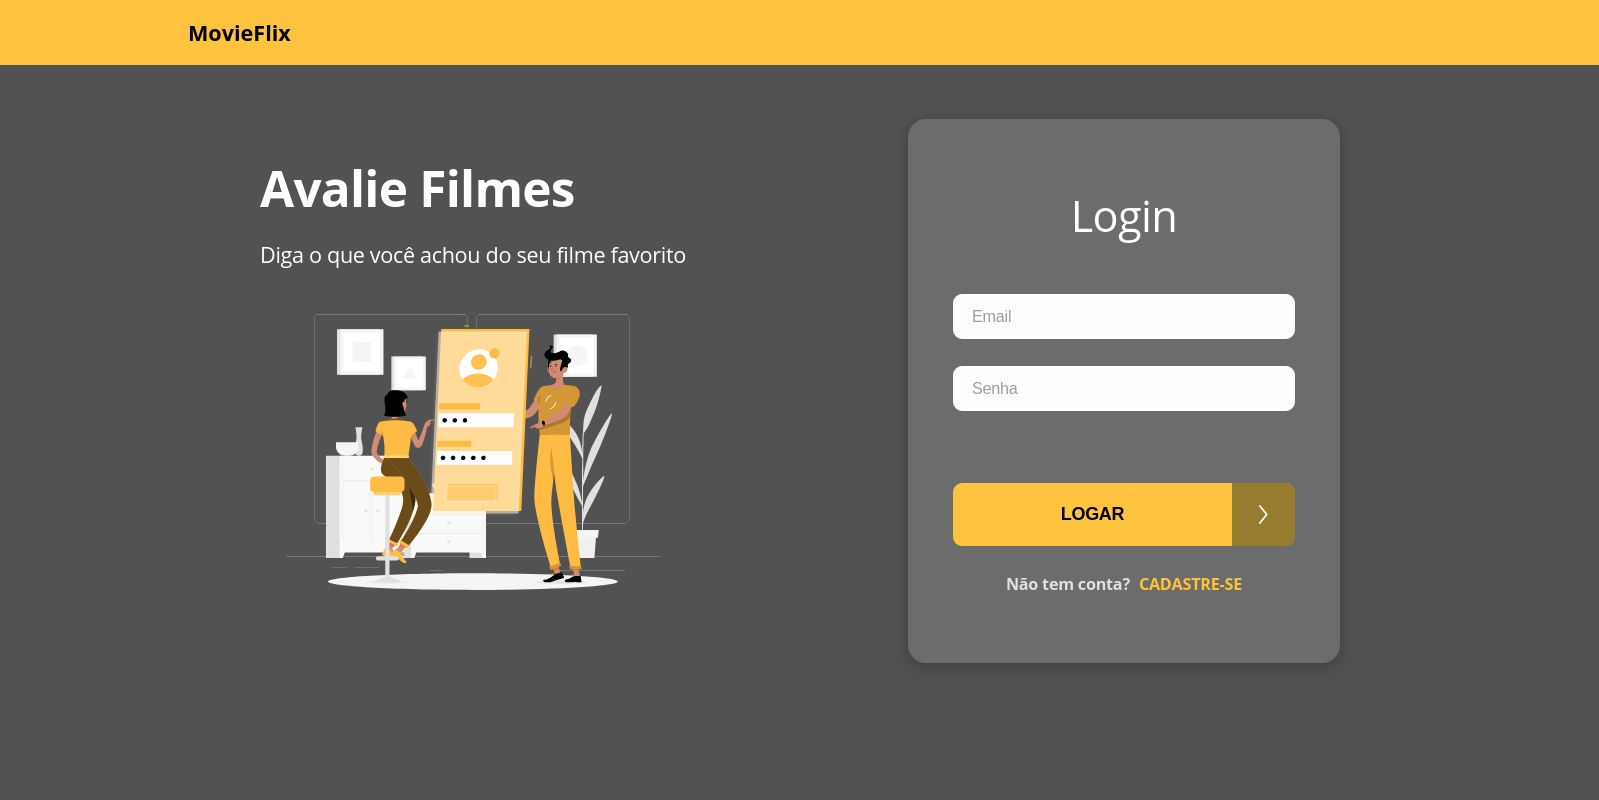 MovieFlix
Avalie Filmes
Diga o que você achou do seu filme favorito
Login
Email
Senha
LOGAR
Não tem conta? CADASTRE-SE